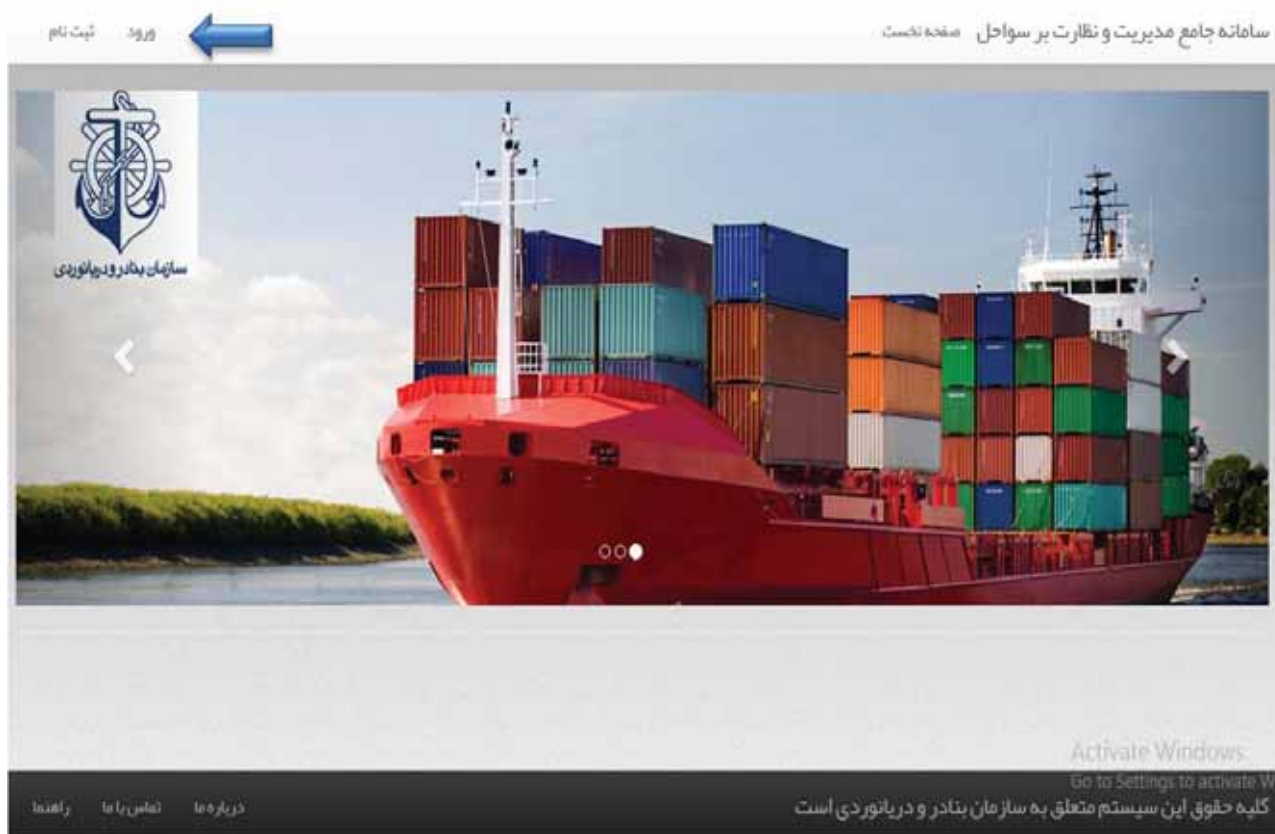 سامانه جامع مدیریت و نظارت بر سواحل صفحه نخست ورود ثبت نام
سازمان بنادر و دریانوردی
Activate Windows
Go to Settings to activate W
کلیه حقوق این سیستم متعلق به سازمان بنادر و دریانوردی است درباره ما تماس با ما راهنما